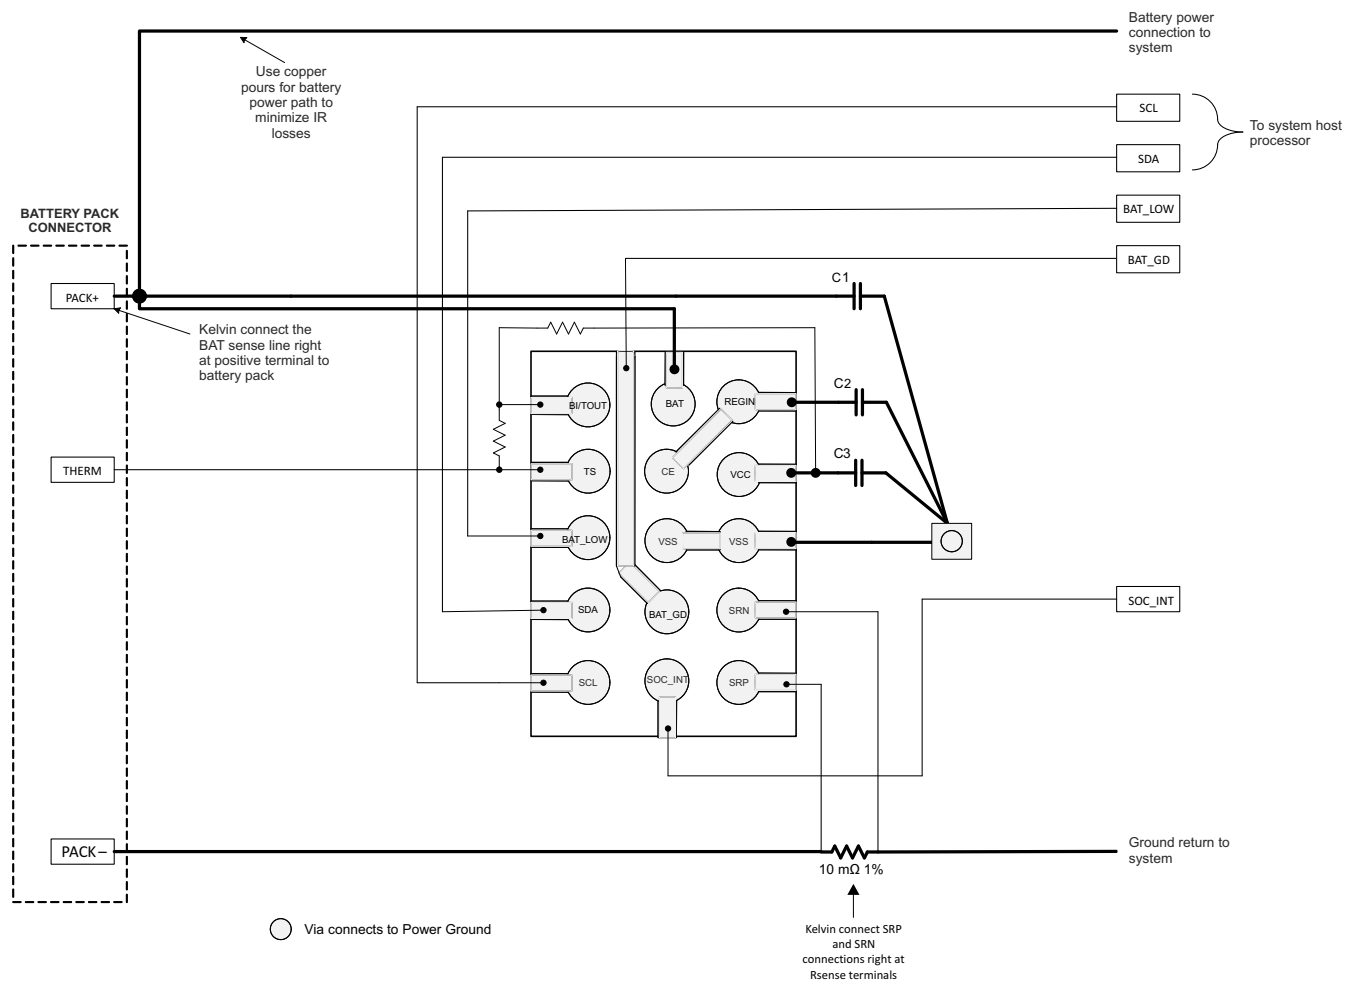 Battery power
connection to
system
Use copper
pours for battery
power path to
minimize IR
losses
SCL
To system host
processor
SDA
BAT_LOW
BATTERY PACK
CONNECTOR
BAT_GD
C1
PACK+
Kelvin connect the
BAT sense line right
at positive terminal to
battery pack
C2
BI/TOUT
BAT
REGIN
C3
THERM
TS
CE
VCC
BAT_LOW
VSS
VSS
SOC_INT
SDA
BAT_GD
SRN
SCL
SOC_INT
SRP
PACK–
Ground return to
system
10 mΩ 1%
Via connects to Power Ground
Kelvin connect SRP
and SRN
connections right at
Rsense terminals